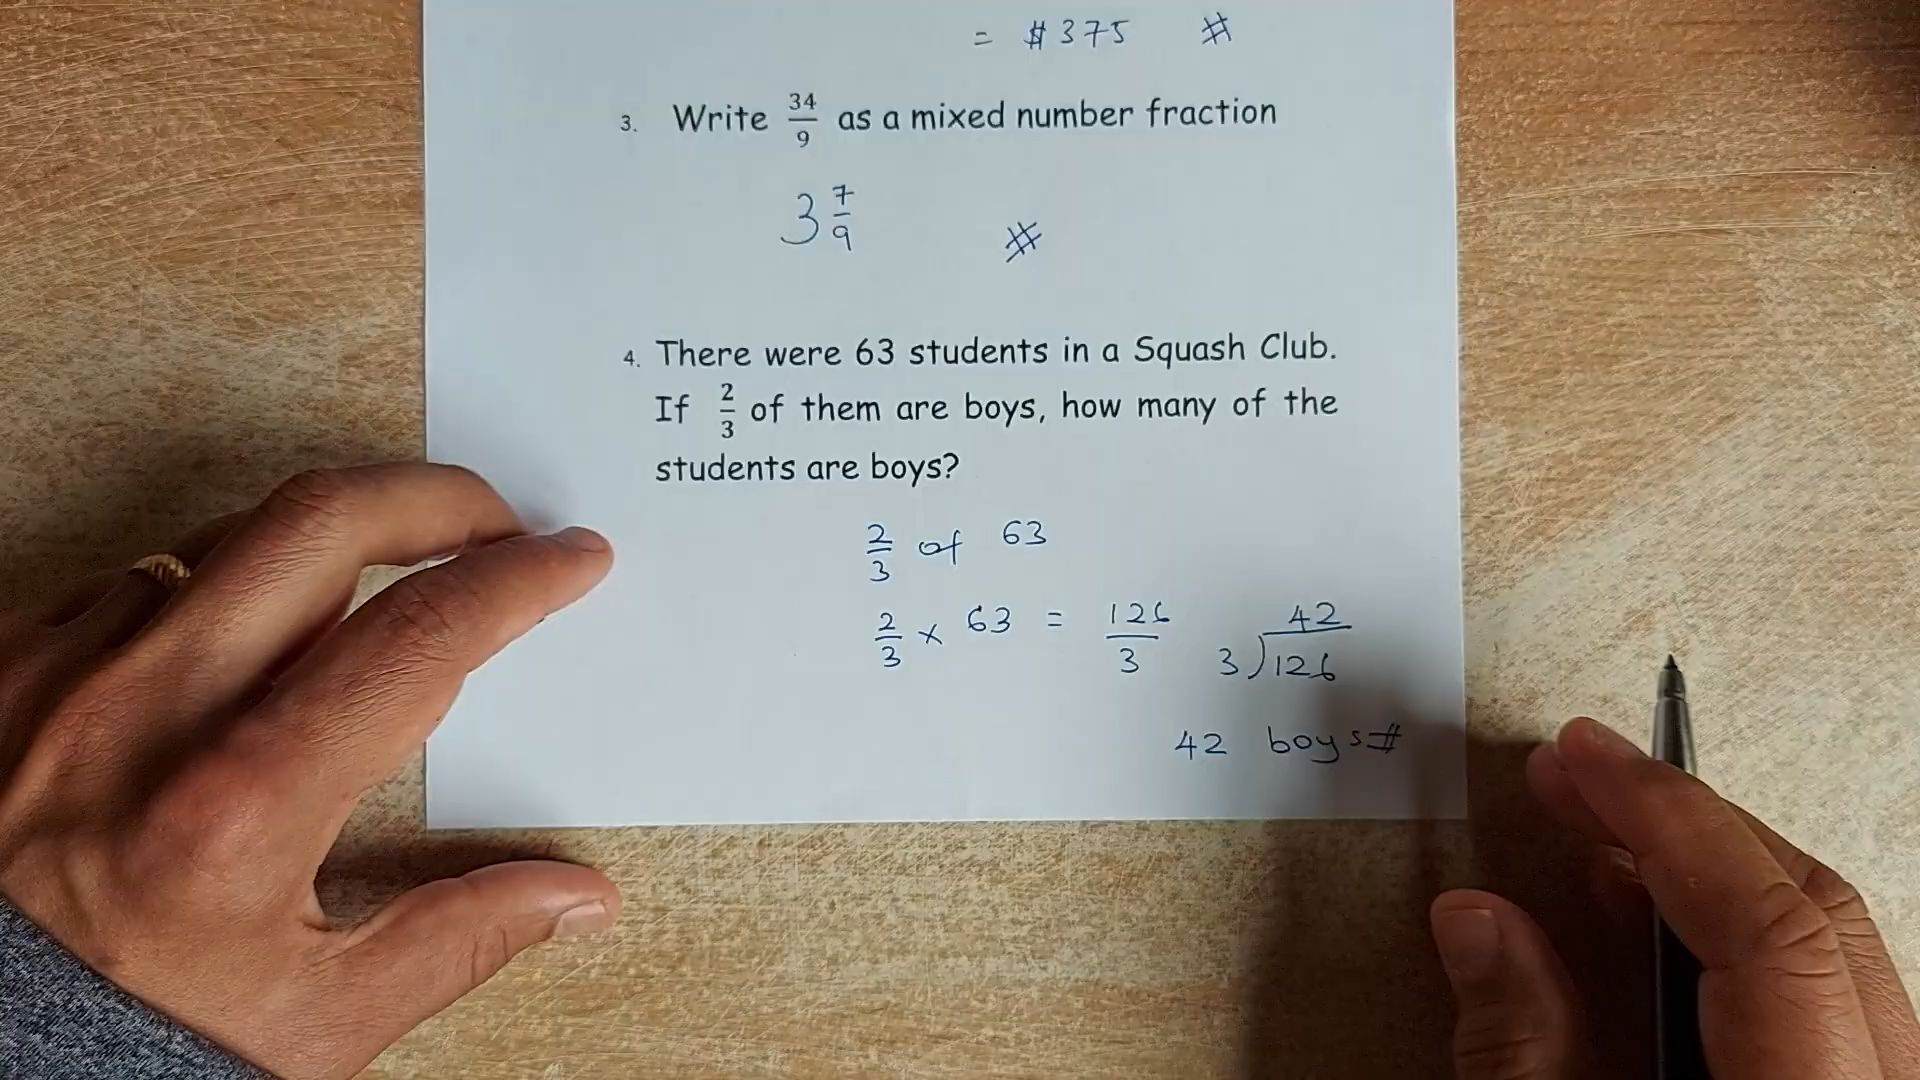 = $375 #
3. Write 34/9 as a mixed number fraction
3 7/9 #
4. There were 63 students in a Squash Club.
If 2/3 of them are boys, how many of the
students are boys?
2/3 of 63
2/3 × 63 = 126/3 3)126 42
42 boys #